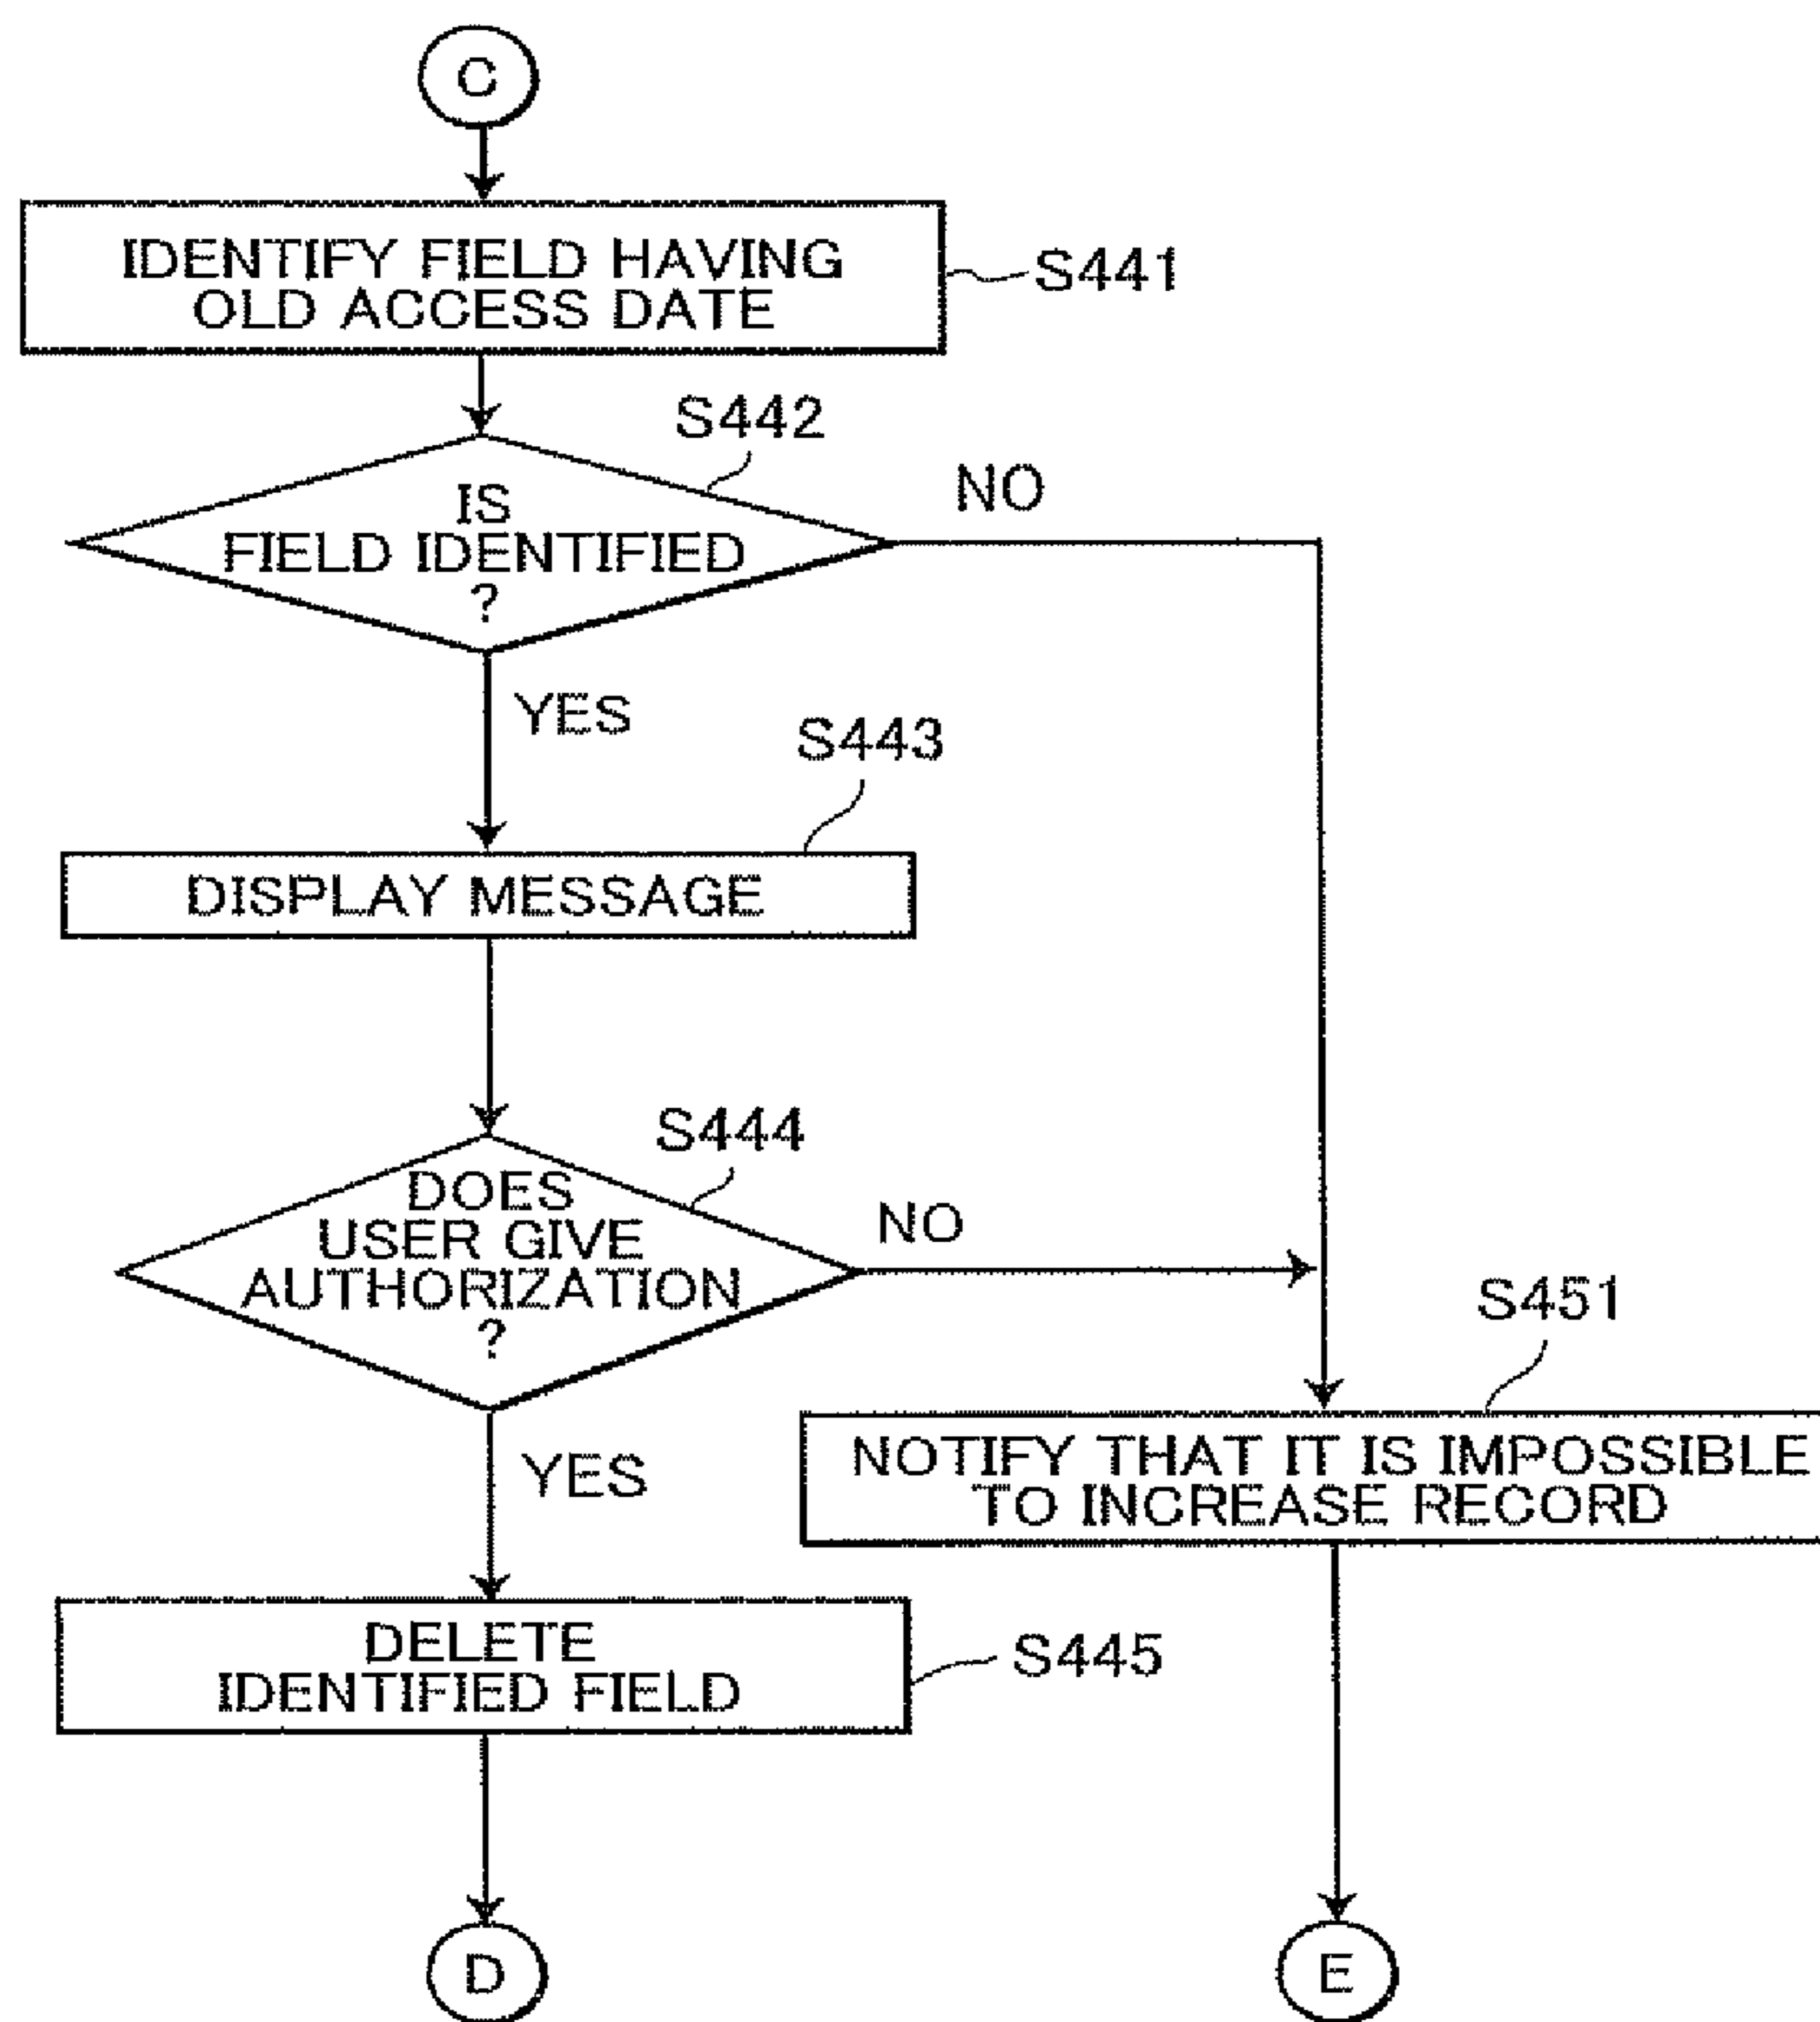 C
IDENTIFY FIELD HAVING
OLD ACCESS DATE
S441
S442
IS
FIELD IDENTIFIED
?
NO
YES
S443
DISPLAY MESSAGE
S444
DOES
USER GIVE
AUTHORIZATION
?
NO
YES
S451
NOTIFY THAT IT IS IMPOSSIBLE
TO INCREASE RECORD
DELETE
IDENTIFIED FIELD
S445
D
E